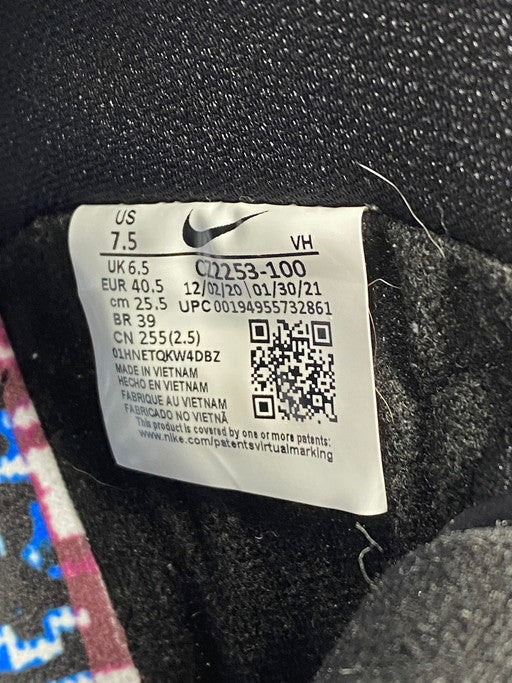 US
7.5 VH
UK 6.5 CZ2253-100
EUR 40.5 12/02/20\01/30/21
cm 25.5 UPC 00194955732861
BR 39
CN 255(2.5)
01HNETQKW4DBZ
MADE IN VIETNAM
HECHO EN VIETNAM
FABRIQUE AU VIETNAM
FABRICADO NO VIETNÃ
This product is covered by one or more patents:
www.nike.com/patentsvirtualmarking